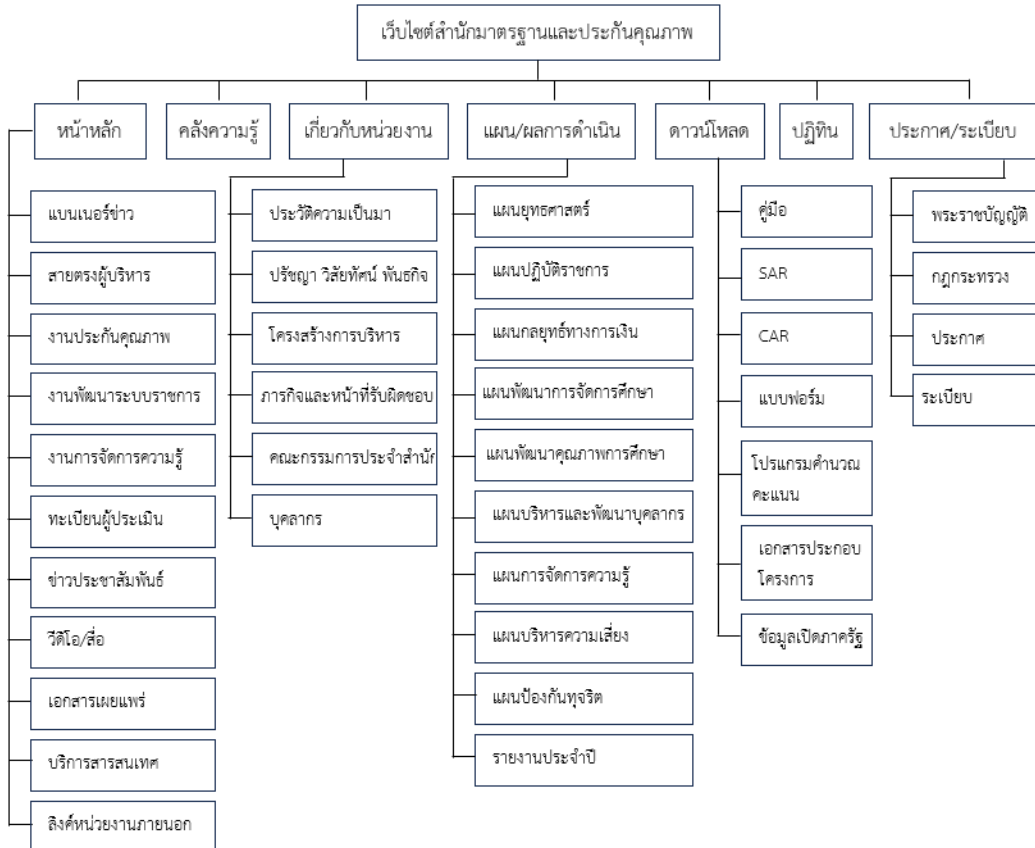 เว็บไซต์สำนักมาตรฐานและประกันคุณภาพ
หน้าหลัก
คลังความรู้
เกี่ยวกับหน่วยงาน
แผน/ผลการดำเนิน
ดาวน์โหลด
ปฏิทิน
ประกาศ/ระเบียบ
แบนเนอร์ข่าว
สายตรงผู้บริหาร
งานประกันคุณภาพ
งานพัฒนาระบบราชการ
งานการจัดการความรู้
ทะเบียนผู้ประเมิน
ข่าวประชาสัมพันธ์
วีดิโอ/สื่อ
เอกสารเผยแพร่
บริการสารสนเทศ
ลิงค์หน่วยงานภายนอก
ประวัติความเป็นมา
ปรัชญา วิสัยทัศน์ พันธกิจ
โครงสร้างการบริหาร
ภารกิจและหน้าที่รับผิดชอบ
คณะกรรมการประจำสำนัก
บุคลากร
แผนยุทธศาสตร์
แผนปฏิบัติราชการ
แผนกลยุทธ์ทางการเงิน
แผนพัฒนาการจัดการศึกษา
แผนพัฒนาคุณภาพการศึกษา
แผนบริหารและพัฒนาบุคลากร
แผนการจัดการความรู้
แผนบริหารความเสี่ยง
แผนป้องกันทุจริต
รายงานประจำปี
คู่มือ
SAR
CAR
แบบฟอร์ม
โปรแกรมคำนวณ
คะแนน
เอกสารประกอบ
โครงการ
ข้อมูลเปิดภาครัฐ
พระราชบัญญัติ
กฎกระทรวง
ประกาศ
ระเบียบ